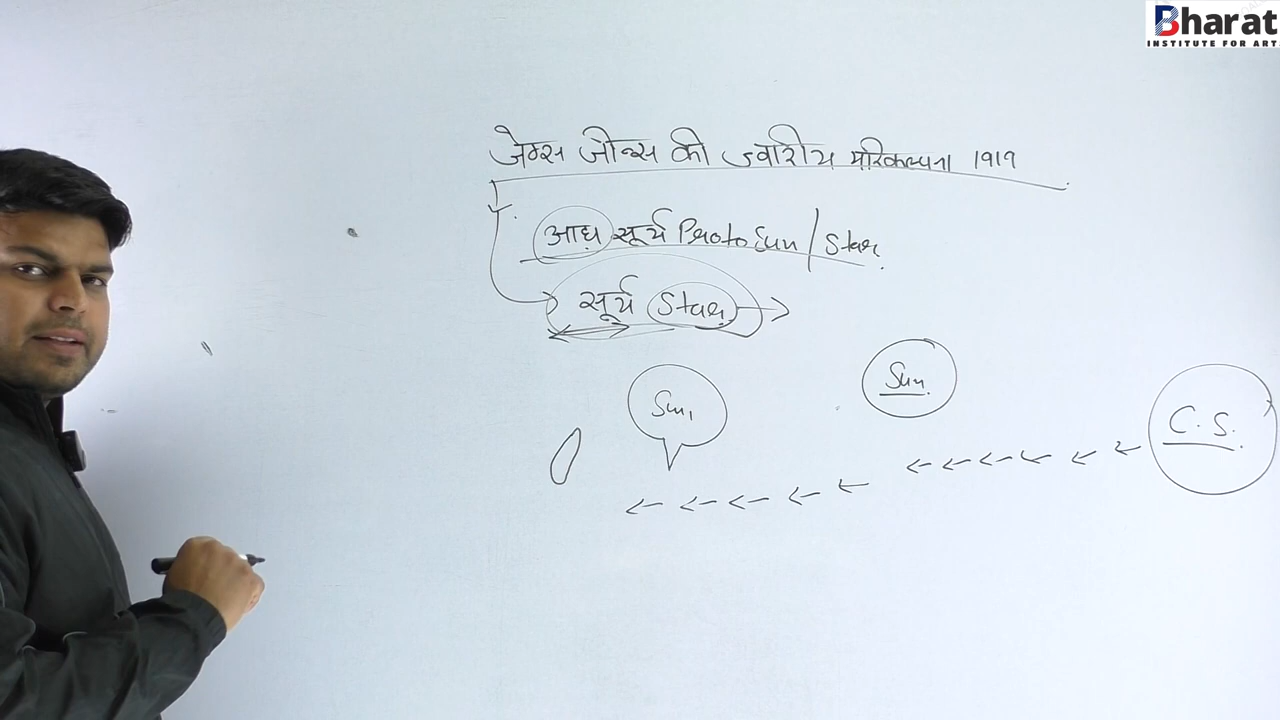 Bharat
INSTITUTE FOR ART
जेम्स जीन्स की ज्वारीय परिकल्पना 1919
आद्य सूर्य Proto Sun / Star
सूर्य Star
Sun
Sun
C. S.